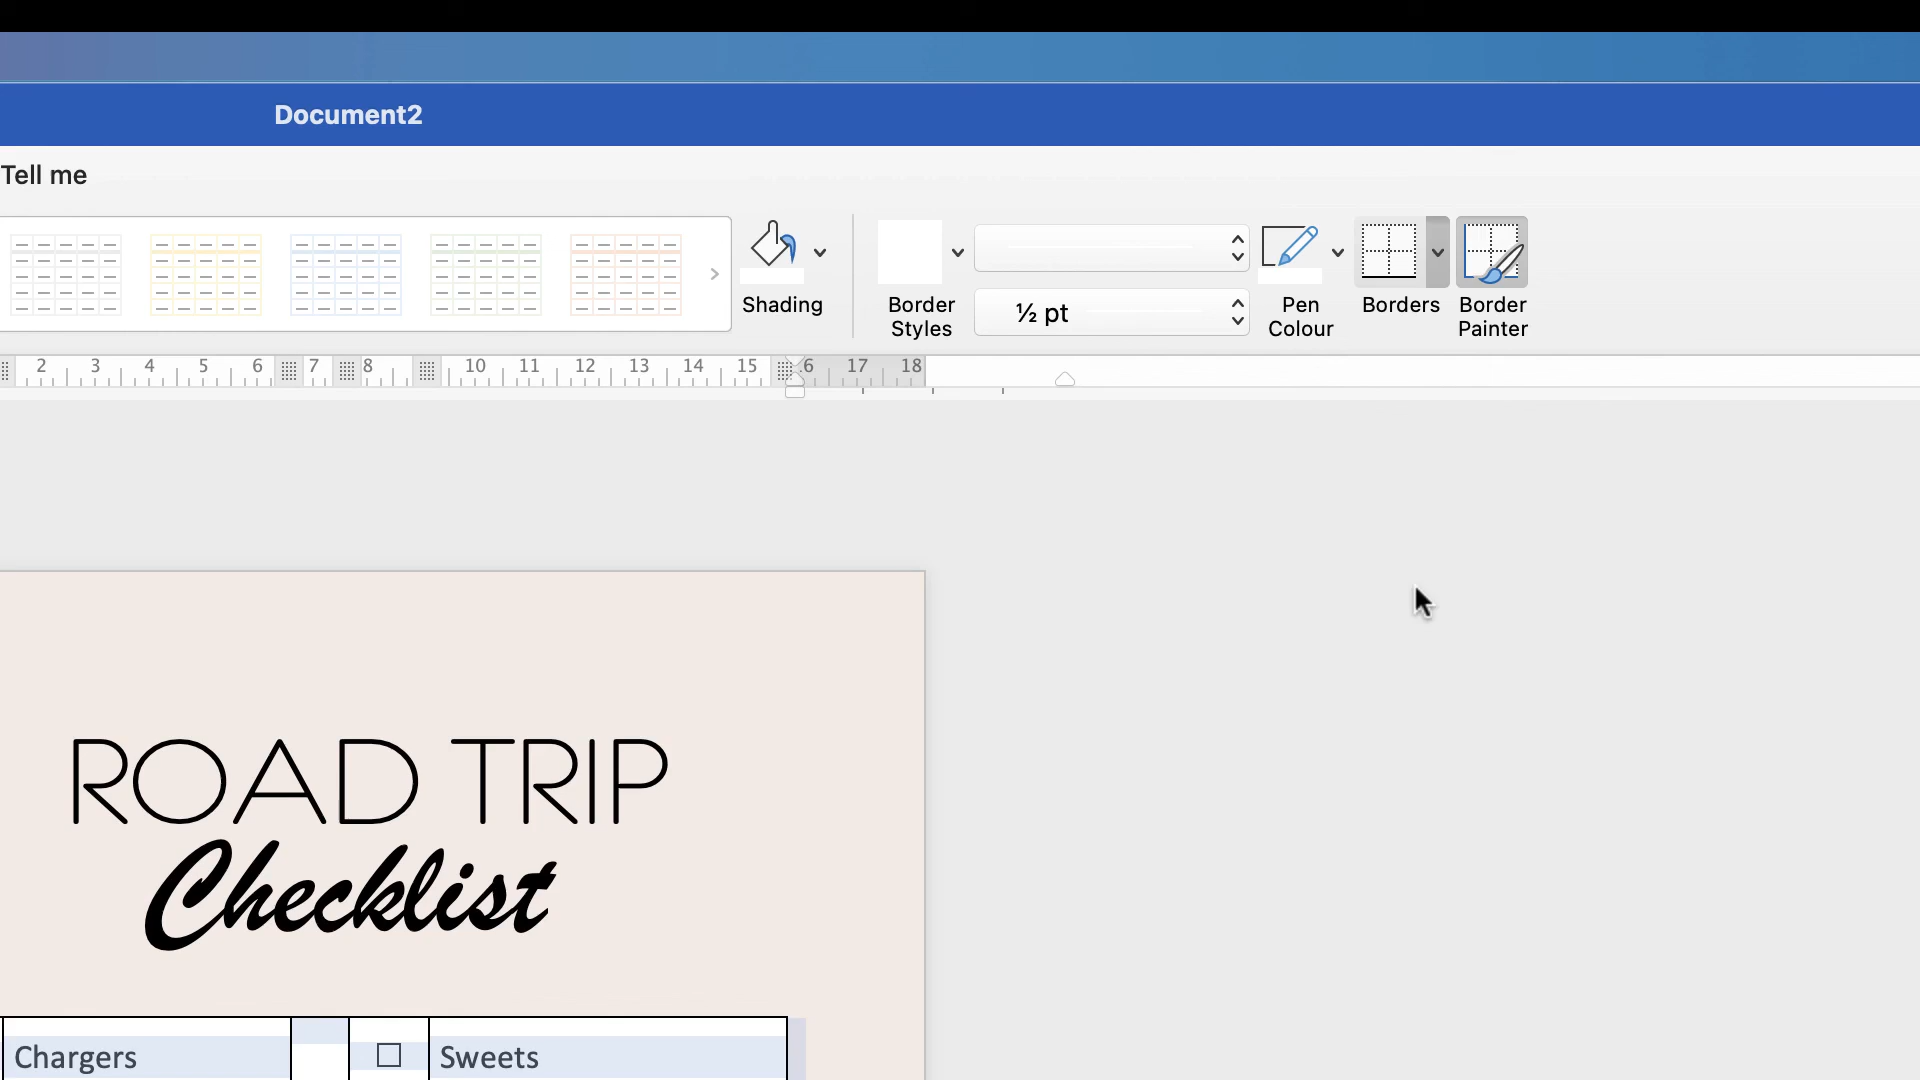 Document2
Tell me
Shading
Border
Styles
½ pt
Pen
Colour
Borders
Border
Painter
2 3 4 5 6 7 8 10 11 12 13 14 15 6 17 18
ROAD TRIP
Checklist
Chargers
☐ Sweets